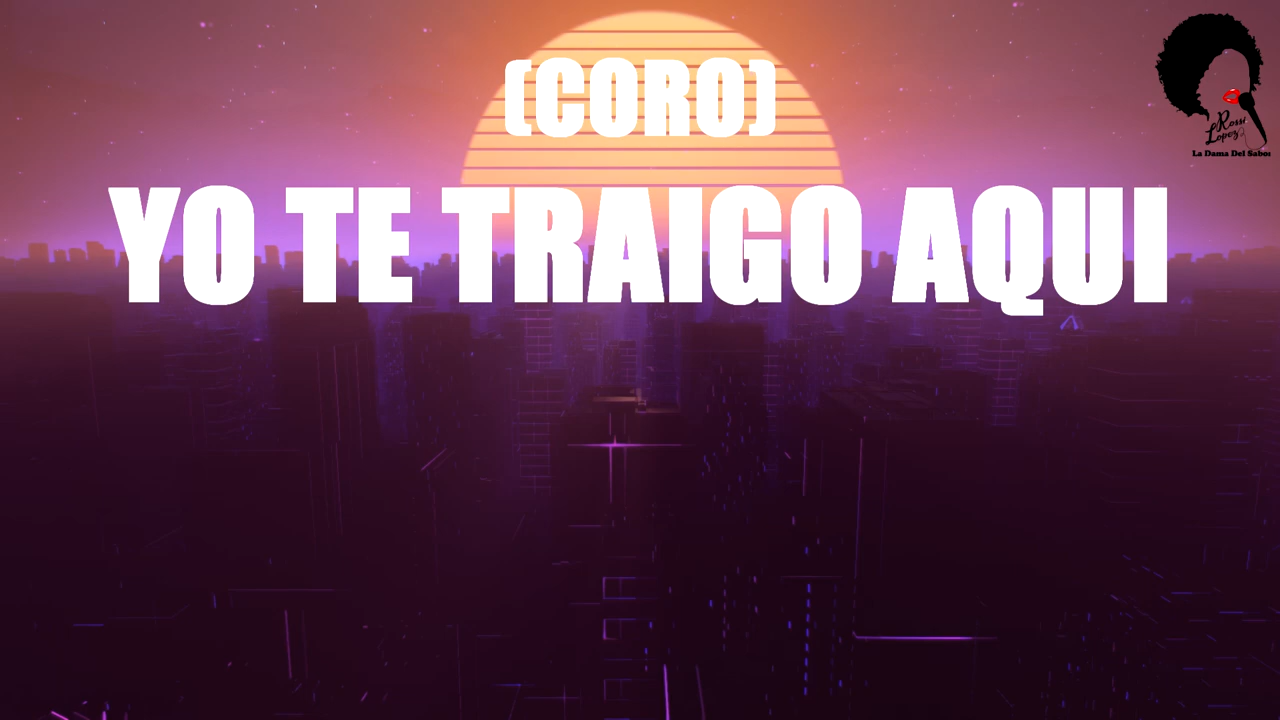 (CORO)
YO TE TRAIGO AQUI
Rossi
Lopez
La Dama Del Sabor